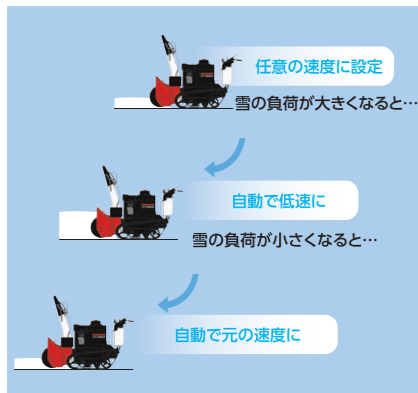 任意の速度に設定
雪の負荷が大きくなると…
自動で低速に
雪の負荷が小さくなると…
自動で元の速度に